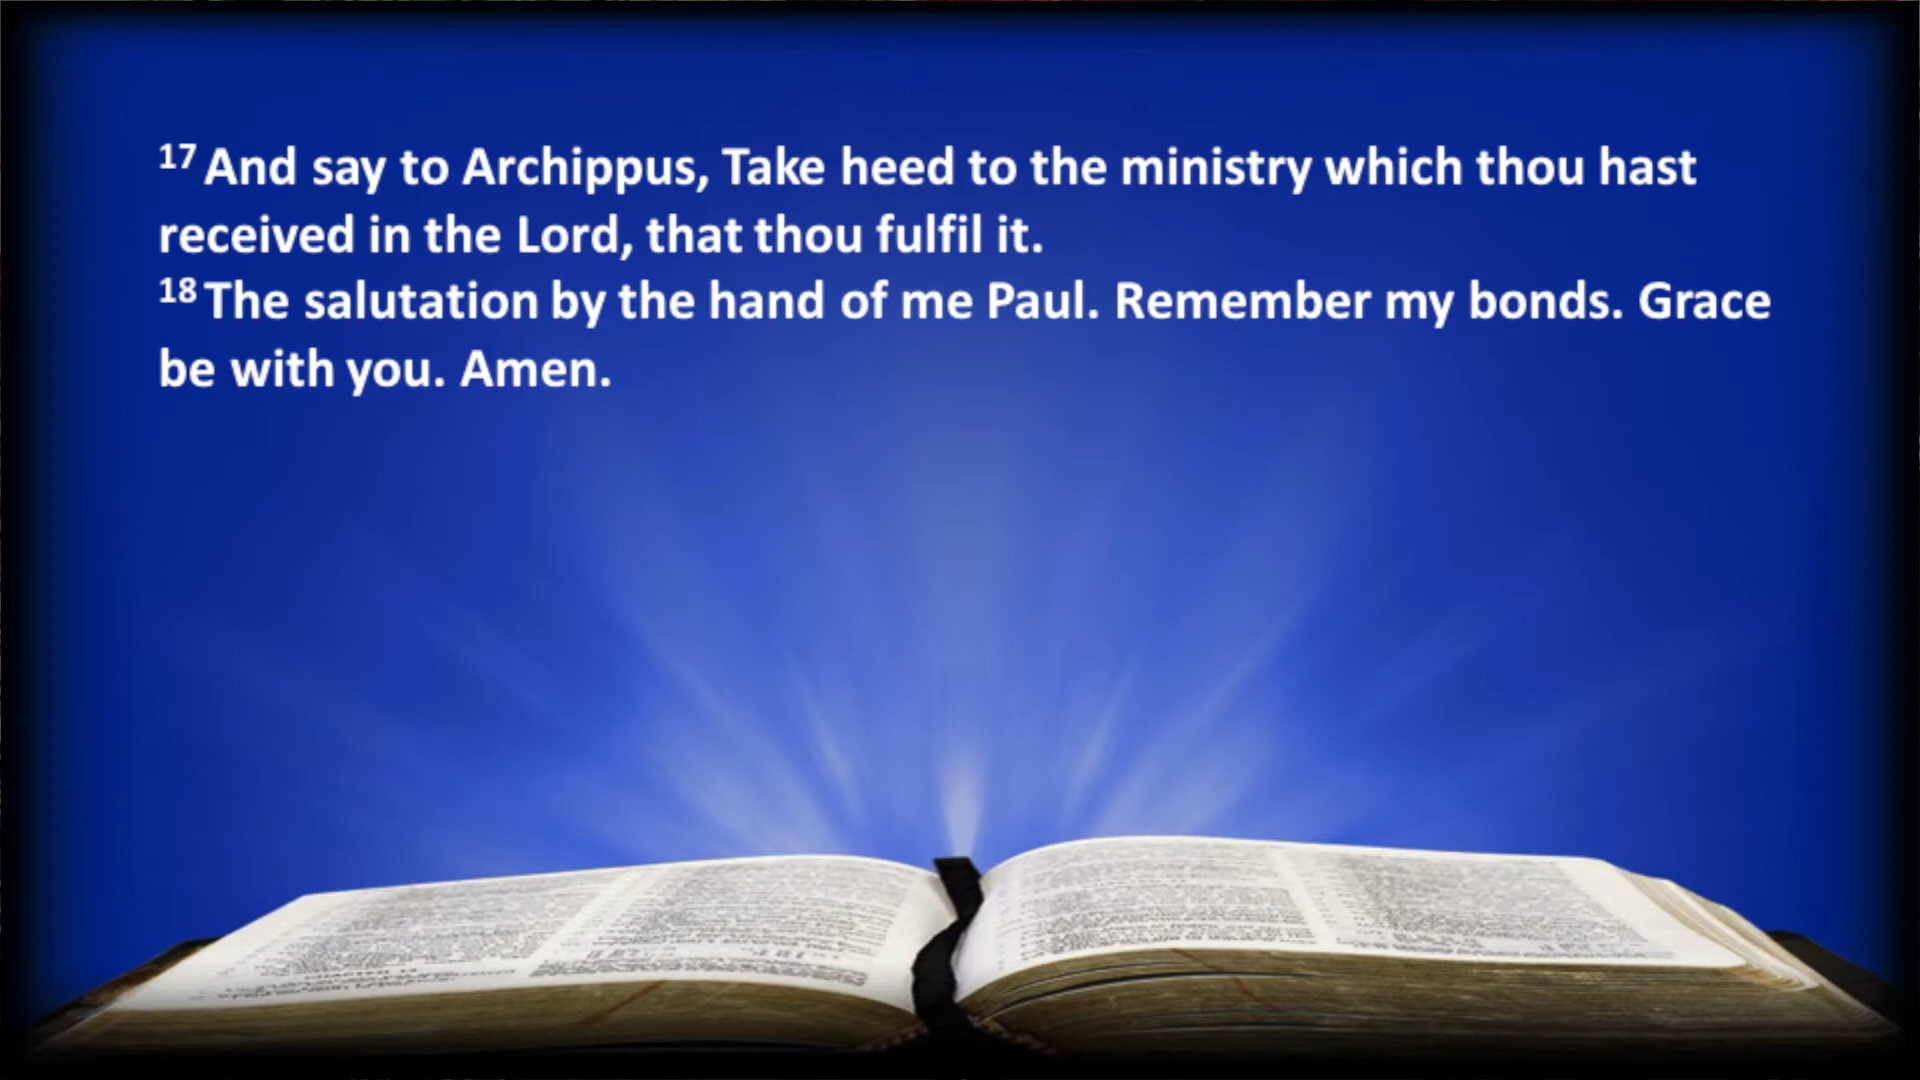 17 And say to Archippus, Take heed to the ministry which thou hast
received in the Lord, that thou fulfil it.
18 The salutation by the hand of me Paul. Remember my bonds. Grace
be with you. Amen.